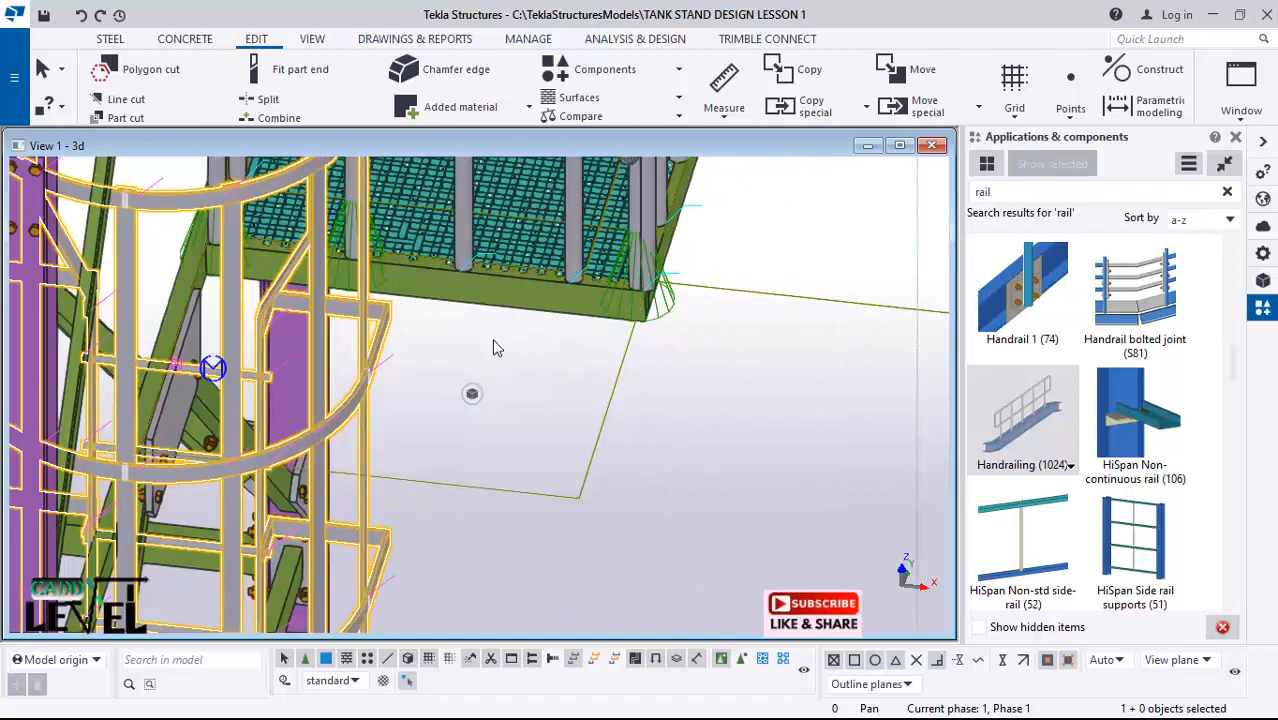 Tekla Structures - C:\TeklaStructuresModels\TANK STAND DESIGN LESSON 1
Log in
STEEL CONCRETE EDIT VIEW DRAWINGS & REPORTS MANAGE ANALYSIS & DESIGN TRIMBLE CONNECT
Quick Launch
Polygon cut
Fit part end
Chamfer edge
Components
Copy
Move
Construct
Line cut
Split
Added material
Surfaces
Measure
Copy special
Move special
Grid
Points
Parametric modeling
Window
Part cut
Combine
Compare
View 1 - 3d
Applications & components
Show selected
rail
Search results for 'rail'
Sort by
a-z
Handrail 1 (74)
Handrail bolted joint (S81)
Handrailing (1024)
HiSpan Non-continuous rail (106)
HiSpan Non-std side-rail (52)
HiSpan Side rail supports (51)
Show hidden items
Z
Y
X
CADD
LEVEL
SUBSCRIBE
LIKE & SHARE
Model origin
Search in model
standard
Auto
View plane
Outline planes
0
Pan
Current phase: 1, Phase 1
1 + 0 objects selected